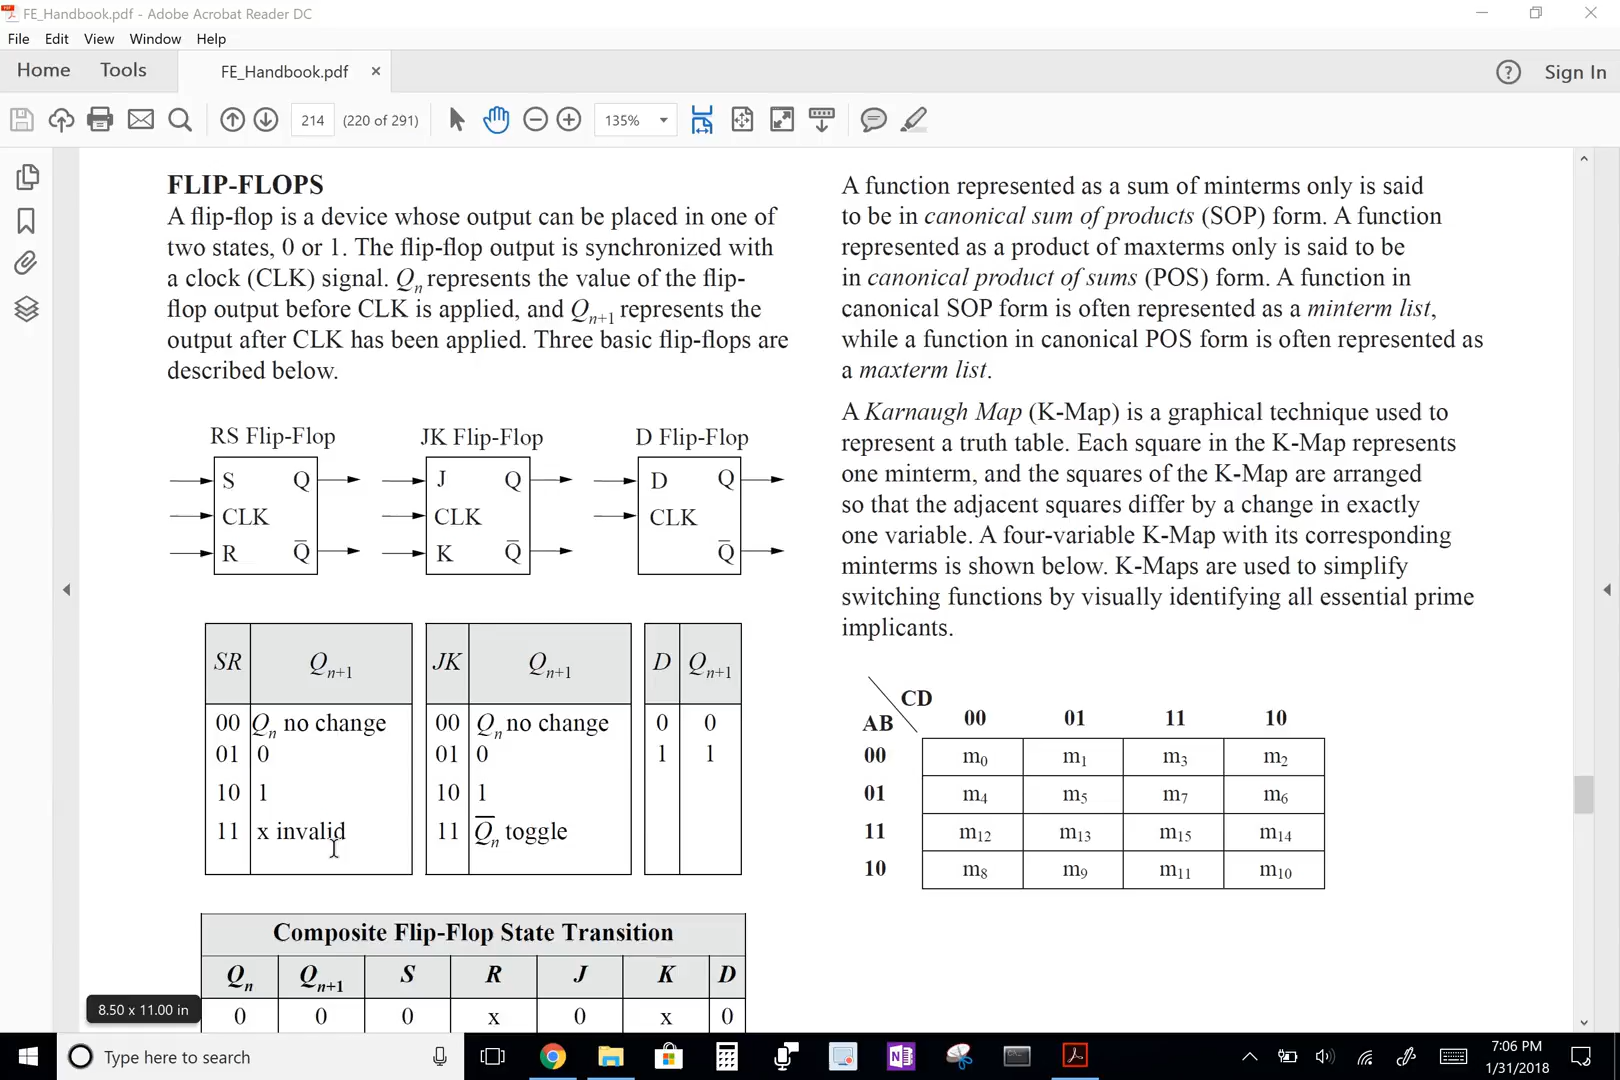 FE_Handbook.pdf - Adobe Acrobat Reader DC
File Edit View Window Help
Home Tools FE_Handbook.pdf × Sign In
214 (220 of 291) 135%
FLIP-FLOPS
A flip-flop is a device whose output can be placed in one of
two states, 0 or 1. The flip-flop output is synchronized with
a clock (CLK) signal. Qn represents the value of the flip-
flop output before CLK is applied, and Qn+1 represents the
output after CLK has been applied. Three basic flip-flops are
described below.
RS Flip-Flop JK Flip-Flop D Flip-Flop
S Q J Q D Q
CLK CLK CLK
R Q̅ K Q̅ Q̅
SR Qn+1 JK Qn+1 D Qn+1
00 Qn no change 00 Qn no change 0 0
01 0 01 0 1 1
10 1 10 1
11 x invalid 11 Q̅n toggle
Composite Flip-Flop State Transition
Qn Qn+1 S R J K D
0 0 0 x 0 x 0
8.50 x 11.00 in
A function represented as a sum of minterms only is said
to be in canonical sum of products (SOP) form. A function
represented as a product of maxterms only is said to be
in canonical product of sums (POS) form. A function in
canonical SOP form is often represented as a minterm list,
while a function in canonical POS form is often represented as
a maxterm list.
A Karnaugh Map (K-Map) is a graphical technique used to
represent a truth table. Each square in the K-Map represents
one minterm, and the squares of the K-Map are arranged
so that the adjacent squares differ by a change in exactly
one variable. A four-variable K-Map with its corresponding
minterms is shown below. K-Maps are used to simplify
switching functions by visually identifying all essential prime
implicants.
CD
AB 00 01 11 10
00 m0 m1 m3 m2
01 m4 m5 m7 m6
11 m12 m13 m15 m14
10 m8 m9 m11 m10
Type here to search
7:06 PM
1/31/2018